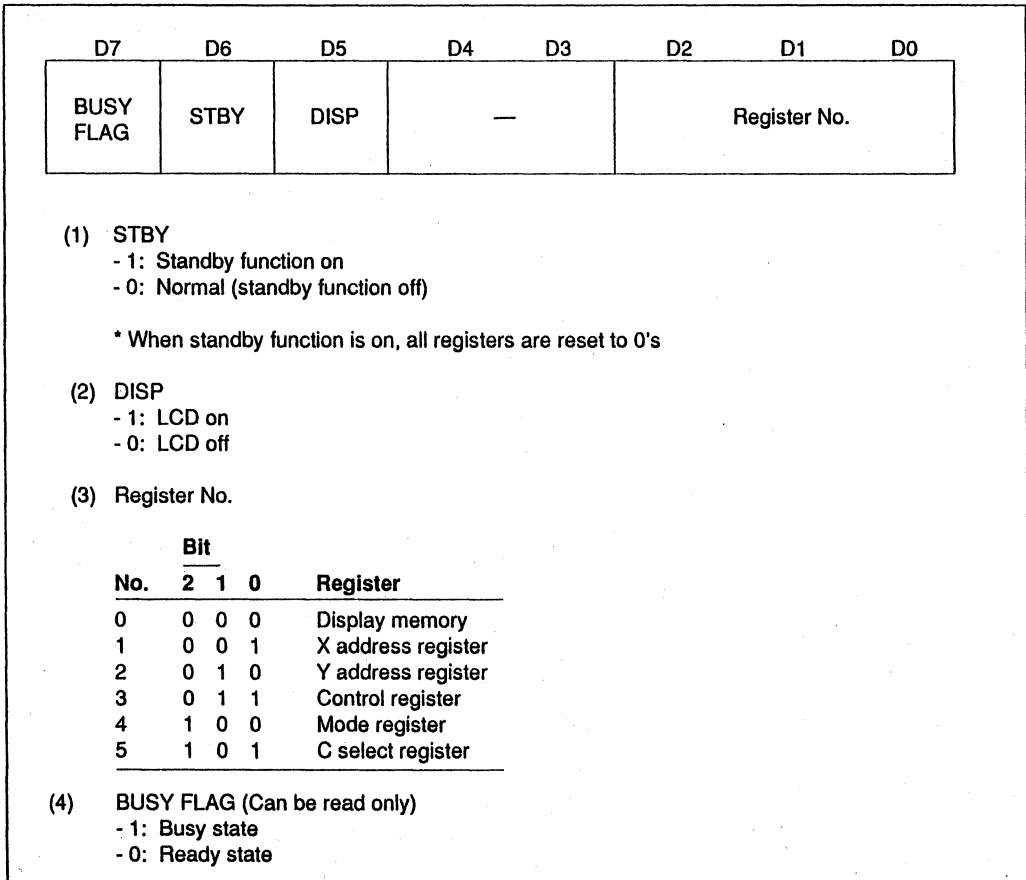 D7 D6 D5 D4 D3 D2 D1 D0
BUSY FLAG STBY DISP — Register No.
(1) STBY
- 1: Standby function on
- 0: Normal (standby function off)
* When standby function is on, all registers are reset to 0's
(2) DISP
- 1: LCD on
- 0: LCD off
(3) Register No.
Bit
No. 2 1 0 Register
0 0 0 0 Display memory
1 0 0 1 X address register
2 0 1 0 Y address register
3 0 1 1 Control register
4 1 0 0 Mode register
5 1 0 1 C select register
(4) BUSY FLAG (Can be read only)
- 1: Busy state
- 0: Ready state